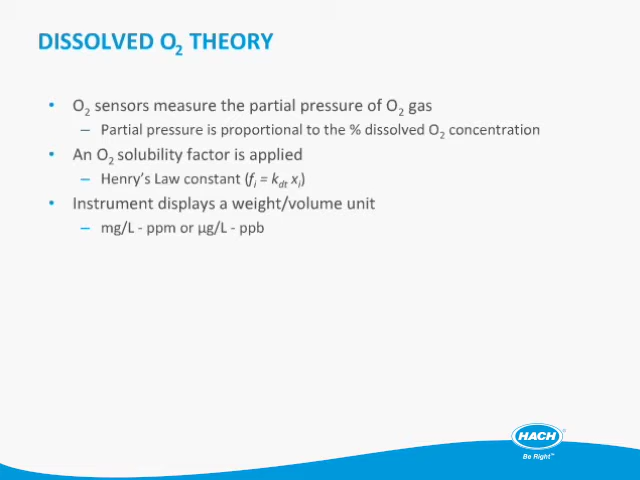 DISSOLVED O₂ THEORY
• O₂ sensors measure the partial pressure of O₂ gas
– Partial pressure is proportional to the % dissolved O₂ concentration
• An O₂ solubility factor is applied
– Henry's Law constant (fᵢ = k_dt xᵢ)
• Instrument displays a weight/volume unit
– mg/L - ppm or µg/L - ppb
HACH®
Be Right™